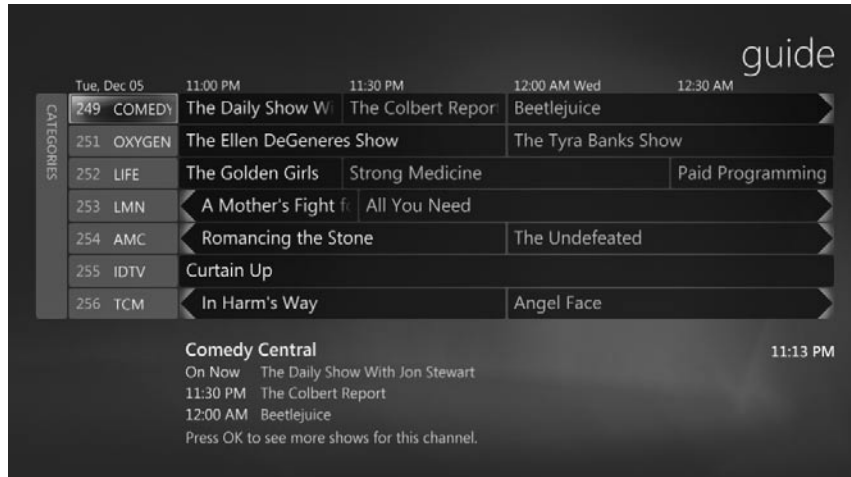 guide
Tue, Dec 05 11:00 PM 11:30 PM 12:00 AM Wed 12:30 AM
CATEGORIES
249 COMEDY The Daily Show Wi The Colbert Repor Beetlejuice
251 OXYGEN The Ellen DeGeneres Show The Tyra Banks Show
252 LIFE The Golden Girls Strong Medicine Paid Programming
253 LMN A Mother's Fight fo All You Need
254 AMC Romancing the Stone The Undefeated
255 IDTV Curtain Up
256 TCM In Harm's Way Angel Face
Comedy Central 11:13 PM
On Now The Daily Show With Jon Stewart
11:30 PM The Colbert Report
12:00 AM Beetlejuice
Press OK to see more shows for this channel.